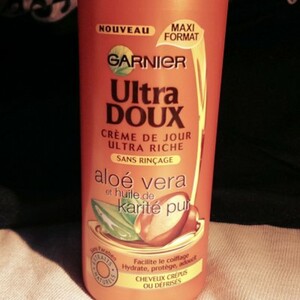 NOUVEAU
MAXI
FORMAT
GARNIER
Ultra
DOUX
CRÈME DE JOUR
ULTRA RICHE
SANS RINÇAGE
aloé vera
et huile de
karité pur
Facilite le coiffage
Hydrate, protège, adoucit
CHEVEUX CRÉPUS
OU DÉFRISÉS